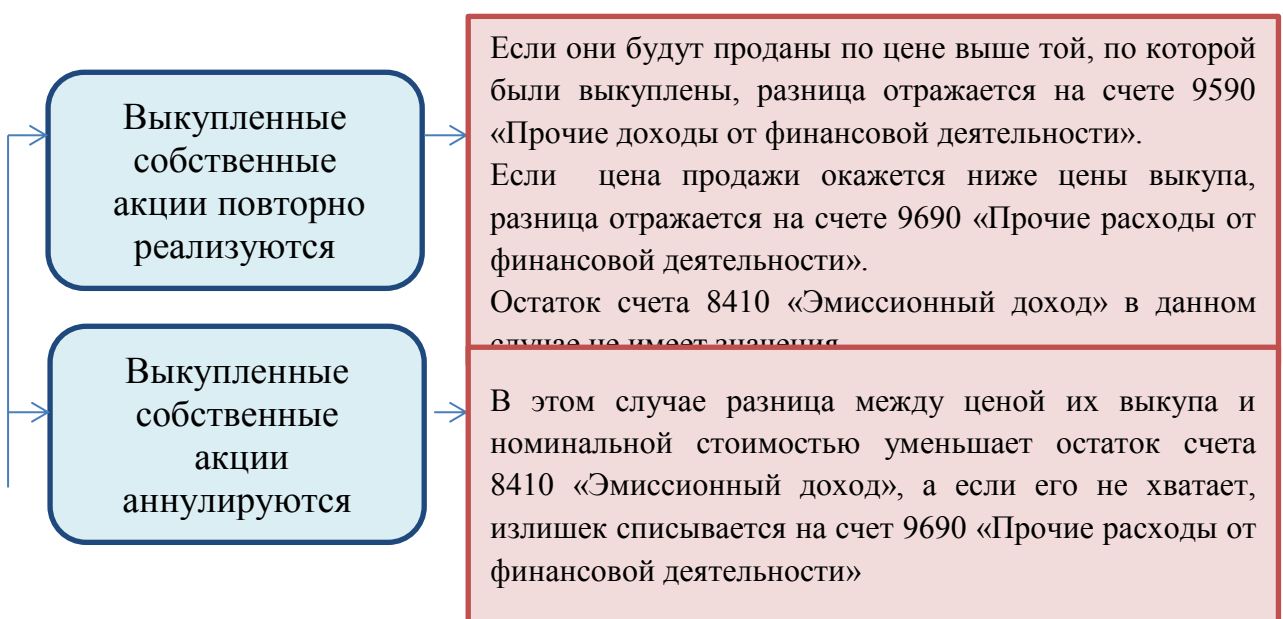 Выкупленные
собственные
акции повторно
реализуются
Если они будут проданы по цене выше той, по которой
были выкуплены, разница отражается на счете 9590
«Прочие доходы от финансовой деятельности».
Если цена продажи окажется ниже цены выкупа,
разница отражается на счете 9690 «Прочие расходы от
финансовой деятельности».
Остаток счета 8410 «Эмиссионный доход» в данном
случае не имеет значения
Выкупленные
собственные
акции
аннулируются
В этом случае разница между ценой их выкупа и
номинальной стоимостью уменьшает остаток счета
8410 «Эмиссионный доход», а если его не хватает,
излишек списывается на счет 9690 «Прочие расходы от
финансовой деятельности»